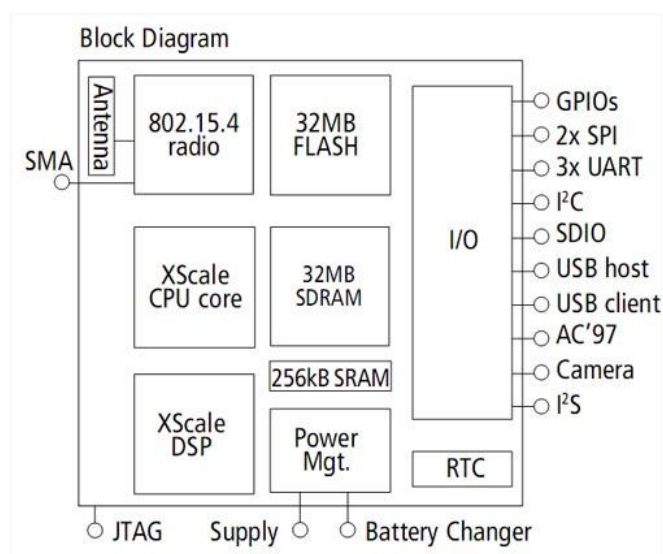 Block Diagram
Antenna
802.15.4
radio
32MB
FLASH
SMA
I/O
GPIOs
2x SPI
3x UART
I²C
SDIO
USB host
USB client
AC'97
Camera
I²S
XScale
CPU core
32MB
SDRAM
256kB SRAM
XScale
DSP
Power
Mgt.
RTC
JTAG
Supply
Battery Changer